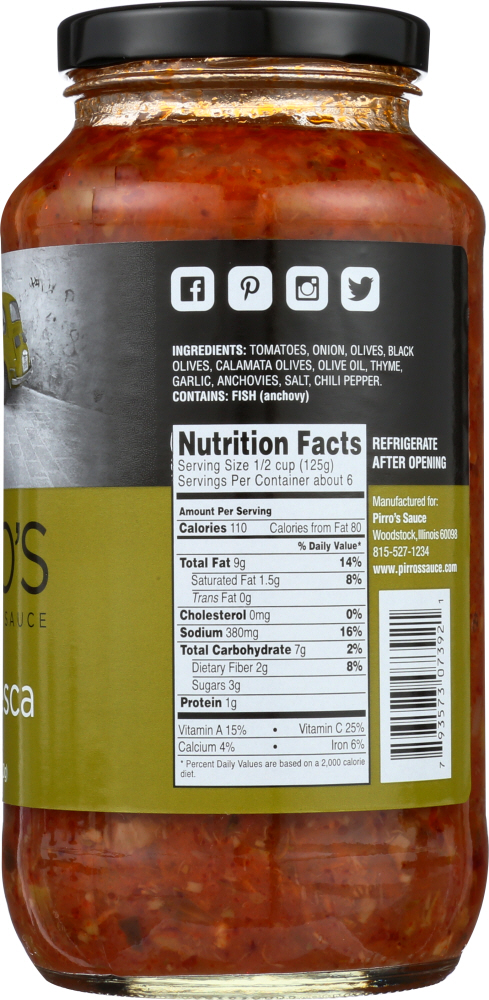 INGREDIENTS: TOMATOES, ONION, OLIVES, BLACK
OLIVES, CALAMATA OLIVES, OLIVE OIL, THYME,
GARLIC, ANCHOVIES, SALT, CHILI PEPPER.
CONTAINS: FISH (anchovy)
Nutrition Facts
Serving Size 1/2 cup (125g)
Servings Per Container about 6
Amount Per Serving
Calories 110 Calories from Fat 80
% Daily Value*
Total Fat 9g 14%
Saturated Fat 1.5g 8%
Trans Fat 0g
Cholesterol 0mg 0%
Sodium 380mg 16%
Total Carbohydrate 7g 2%
Dietary Fiber 2g 8%
Sugars 3g
Protein 1g
Vitamin A 15% • Vitamin C 25%
Calcium 4% • Iron 6%
* Percent Daily Values are based on a 2,000 calorie
diet.
REFRIGERATE
AFTER OPENING
Manufactured for:
Pirro's Sauce
Woodstock, Illinois 60098
815-527-1234
www.pirrossauce.com
7 93573 07392 1
O'S
SAUCE
sca